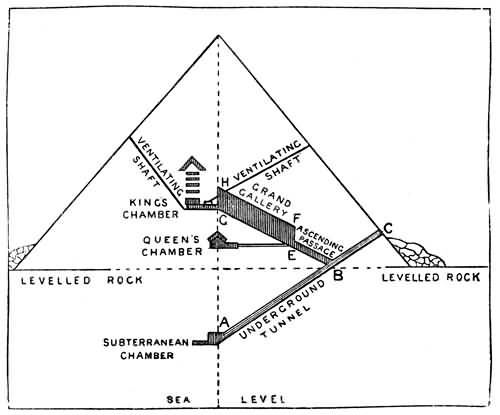 VENTILATING
SHAFT
VENTILATING
SHAFT
H
GRAND
GALLERY
KINGS
CHAMBER
G
F
C
ASCENDING
PASSAGE
QUEEN'S
CHAMBER
E
B
LEVELLED ROCK
LEVELLED ROCK
A
UNDERGROUND
TUNNEL
SUBTERRANEAN
CHAMBER
SEA LEVEL